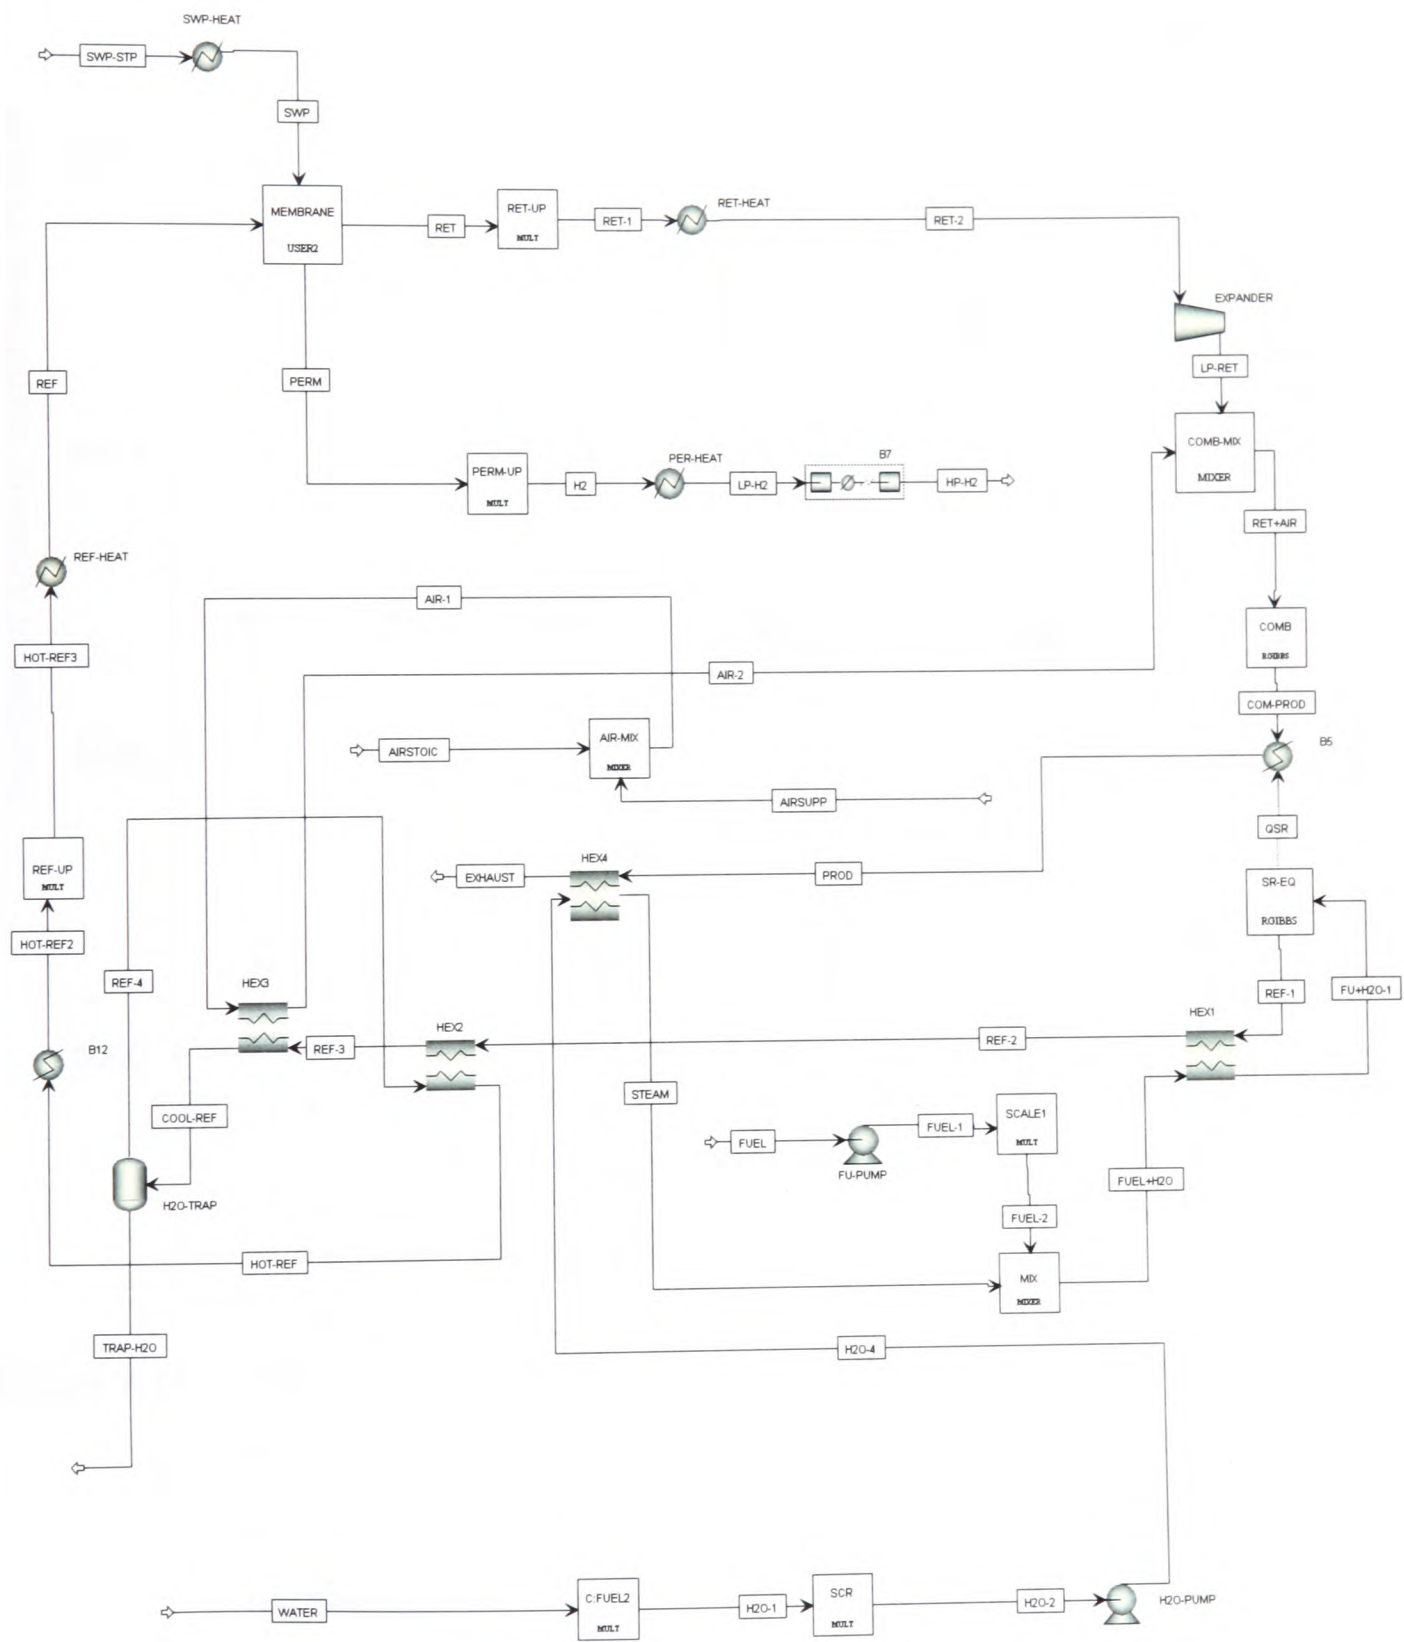 SWP-HEAT
SWP-STP
SWP
MEMBRANE
USER2
RET
RET-UP
MULT
RET-1
RET-HEAT
RET-2
EXPANDER
LP-RET
REF
PERM
COMB-MIX
MIXER
PERM-UP
MULT
H2
PER-HEAT
LP-H2
B7
HP-H2
RET+AIR
REF-HEAT
AIR-1
COMB
RGIBBS
HOT-REF3
AIR-2
COM-PROD
AIRSTOIC
AIR-MIX
MIXER
B5
AIRSUPP
QSR
REF-UP
MULT
HEX4
EXHAUST
PROD
SR-EQ
RGIBBS
HOT-REF2
REF-4
HEX3
REF-1
FU+H2O-1
HEX1
HEX2
B12
REF-3
REF-2
STEAM
COOL-REF
SCALE1
MULT
FUEL
FUEL-1
FU-PUMP
FUEL+H2O
H2O-TRAP
FUEL-2
HOT-REF
MIX
MIXER
TRAP-H2O
H2O-4
WATER
C:FUEL2
MULT
H2O-1
SCR
MULT
H2O-2
H2O-PUMP